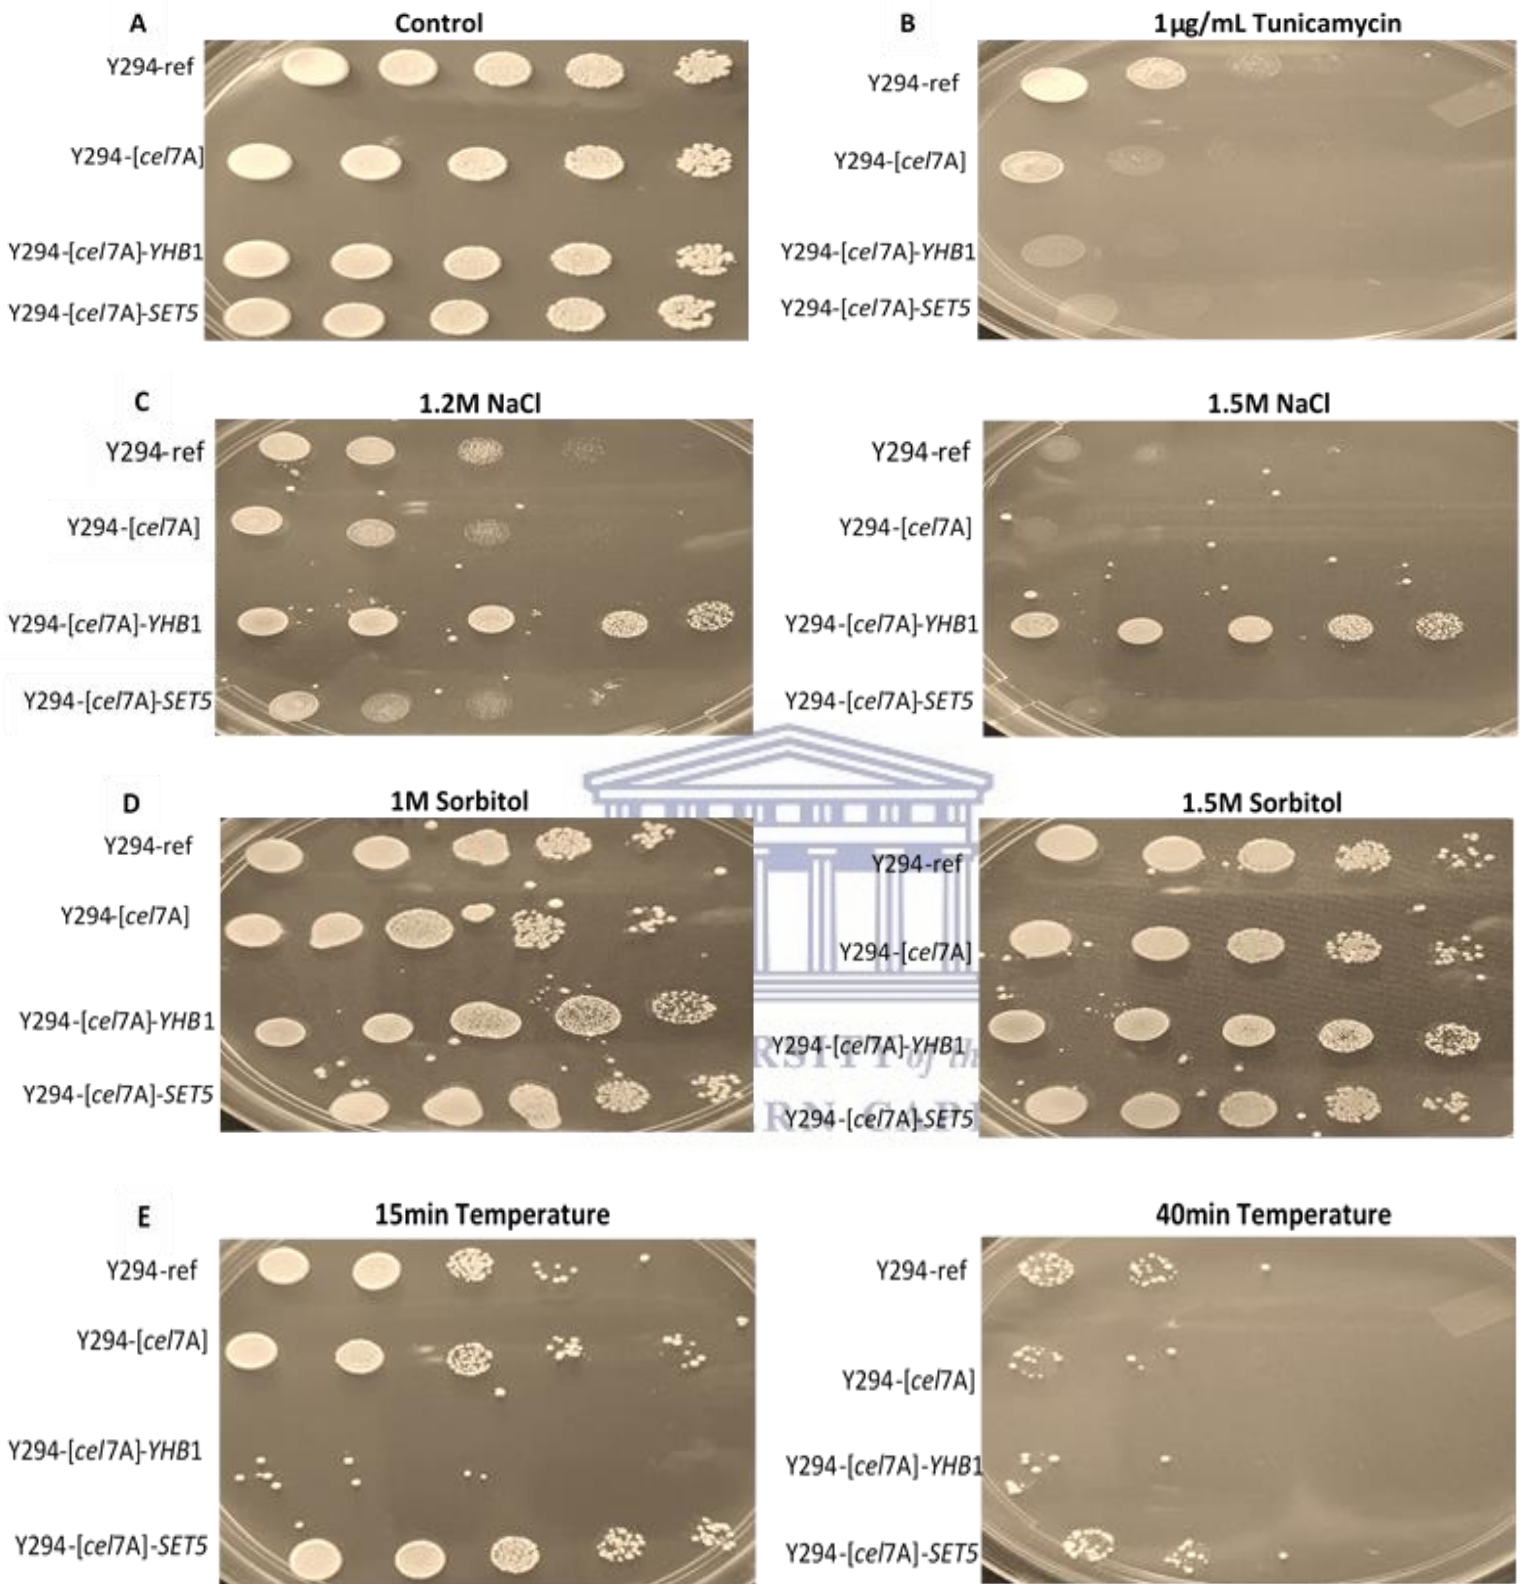 A Control
Y294-ref
Y294-[cel7A]
Y294-[cel7A]-YHB1
Y294-[cel7A]-SET5
B 1µg/mL Tunicamycin
Y294-ref
Y294-[cel7A]
Y294-[cel7A]-YHB1
Y294-[cel7A]-SET5
C 1.2M NaCl
Y294-ref
Y294-[cel7A]
Y294-[cel7A]-YHB1
Y294-[cel7A]-SET5
1.5M NaCl
Y294-ref
Y294-[cel7A]
Y294-[cel7A]-YHB1
Y294-[cel7A]-SET5
D 1M Sorbitol
Y294-ref
Y294-[cel7A]
Y294-[cel7A]-YHB1
Y294-[cel7A]-SET5
1.5M Sorbitol
Y294-ref
Y294-[cel7A]
Y294-[cel7A]-YHB1
Y294-[cel7A]-SET5
E 15min Temperature
Y294-ref
Y294-[cel7A]
Y294-[cel7A]-YHB1
Y294-[cel7A]-SET5
40min Temperature
Y294-ref
Y294-[cel7A]
Y294-[cel7A]-YHB1
Y294-[cel7A]-SET5